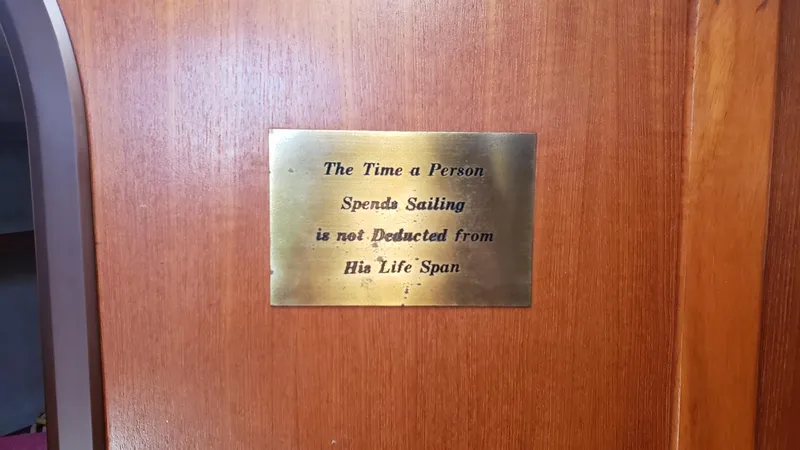 The Time a Person
Spends Sailing
is not Deducted from
His Life Span